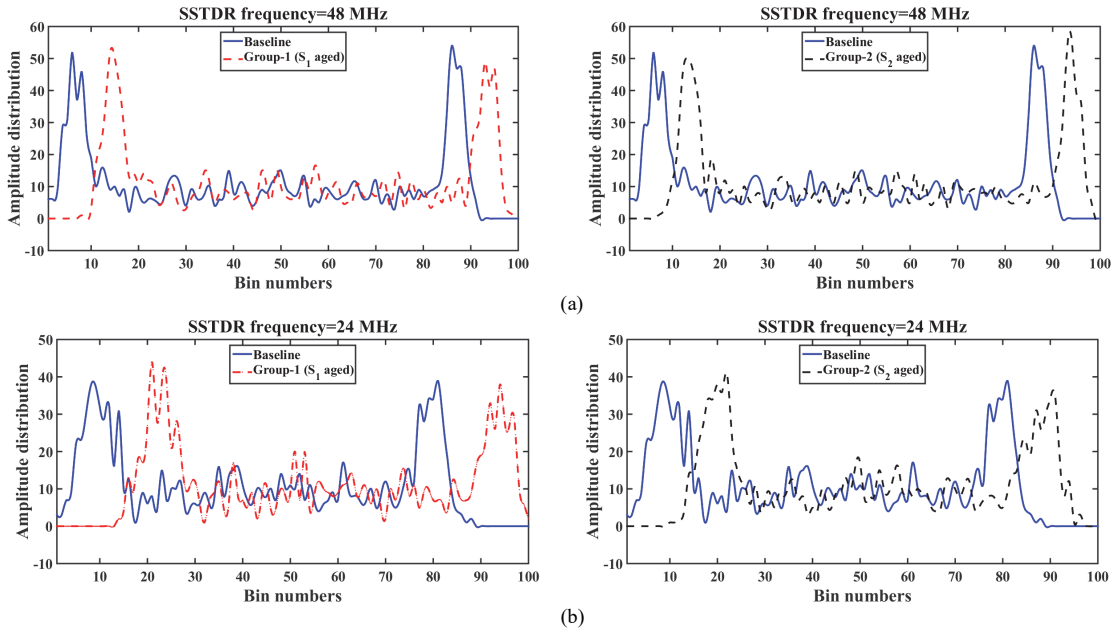 SSTDR frequency=48 MHz
Amplitude distribution
60
50
40
30
20
10
0
-10
Baseline
Group-1 (S1 aged)
10 20 30 40 50 60 70 80 90 100
Bin numbers
SSTDR frequency=48 MHz
Amplitude distribution
60
50
40
30
20
10
0
-10
Baseline
Group-2 (S2 aged)
10 20 30 40 50 60 70 80 90 100
Bin numbers
(a)
SSTDR frequency=24 MHz
Amplitude distribution
50
40
30
20
10
0
-10
Baseline
Group-1 (S1 aged)
10 20 30 40 50 60 70 80 90 100
Bin numbers
SSTDR frequency=24 MHz
Amplitude distribution
50
40
30
20
10
0
-10
Baseline
Group-2 (S2 aged)
10 20 30 40 50 60 70 80 90 100
Bin numbers
(b)